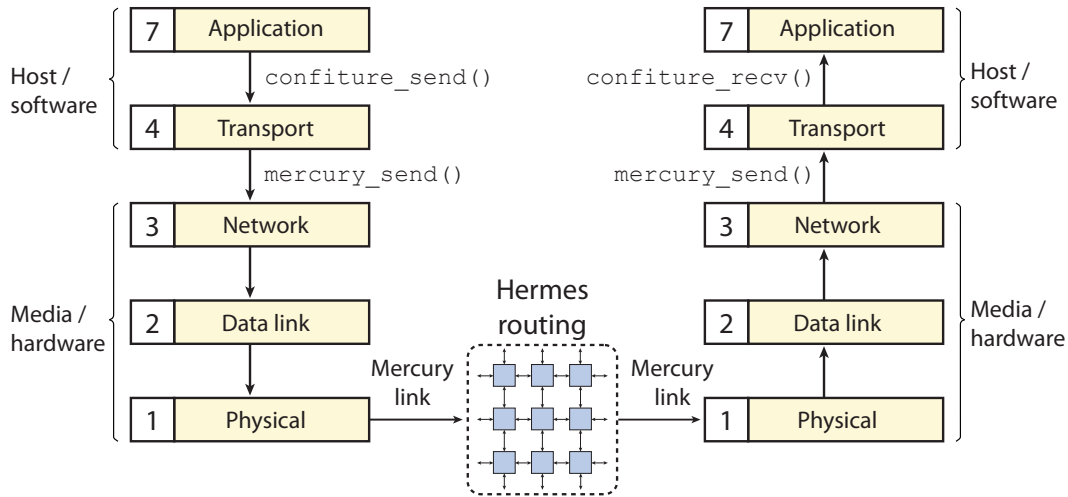 7 Application
Host /
software
confiture_send()
4 Transport
mercury_send()
3 Network
Media /
hardware
2 Data link
1 Physical
Mercury
link
Hermes
routing
Mercury
link
7 Application
Host /
software
confiture_recv()
4 Transport
mercury_send()
3 Network
Media /
hardware
2 Data link
1 Physical